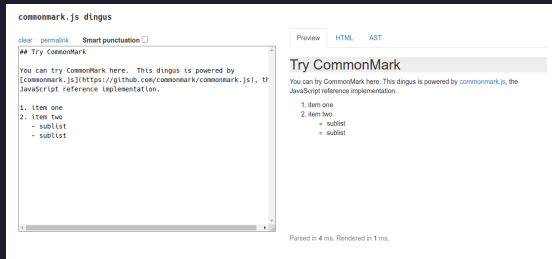 commonmark.js dingus
clear permalink Smart punctuation
## Try CommonMark
You can try CommonMark here.  This dingus is powered by
[commonmark.js](https://github.com/commonmark/commonmark.js), th
JavaScript reference implementation.
1. item one
2. item two
   - sublist
   - sublist
Preview HTML AST
Try CommonMark
You can try CommonMark here. This dingus is powered by commonmark.js, the
JavaScript reference implementation.
1. item one
2. item two
sublist
sublist
Parsed in 4 ms. Rendered in 1 ms.